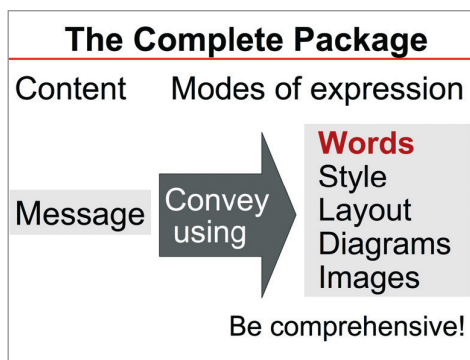 The Complete Package
Content Modes of expression
Words
Style
Layout
Diagrams
Images
Message
Convey
using
Be comprehensive!